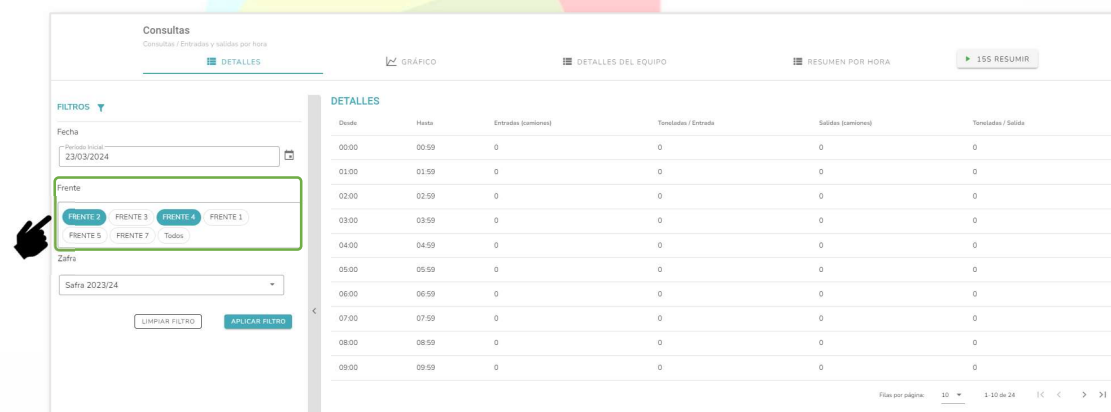 Consultas
Consultas / Entradas y salidas por hora
DETALLES GRÁFICO DETALLES DEL EQUIPO RESUMEN POR HORA 15S RESUMIR
FILTROS
Fecha
Periodo inicial
23/03/2024
Frente
FRENTE 2 FRENTE 3 FRENTE 4 FRENTE 1
FRENTE 5 FRENTE 7 Todos
Zafra
Safra 2023/24
LIMPIAR FILTRO APLICAR FILTRO
DETALLES
Desde Hasta Entradas (camiones) Toneladas / Entrada Salidas (camiones) Toneladas / Salida
00:00 00:59 0 0 0 0
01:00 01:59 0 0 0 0
02:00 02:59 0 0 0 0
03:00 03:59 0 0 0 0
04:00 04:59 0 0 0 0
05:00 05:59 0 0 0 0
06:00 06:59 0 0 0 0
07:00 07:59 0 0 0 0
08:00 08:59 0 0 0 0
09:00 09:59 0 0 0 0
Filas por página: 10 1-10 de 24